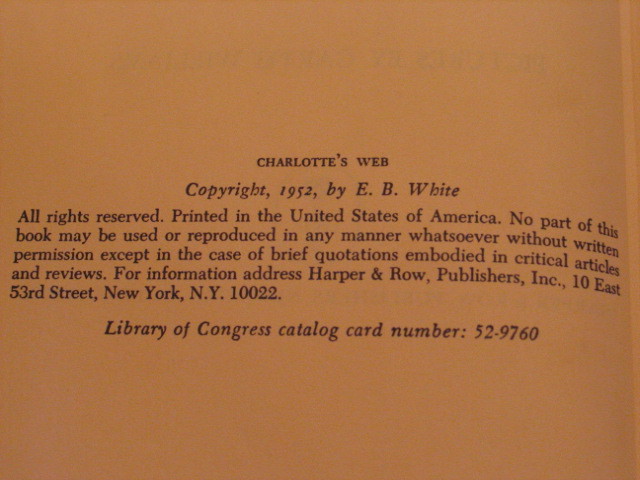 CHARLOTTE'S WEB
Copyright, 1952, by E. B. White
All rights reserved. Printed in the United States of America. No part of this
book may be used or reproduced in any manner whatsoever without written
permission except in the case of brief quotations embodied in critical articles
and reviews. For information address Harper & Row, Publishers, Inc., 10 East
53rd Street, New York, N.Y. 10022.
Library of Congress catalog card number: 52-9760